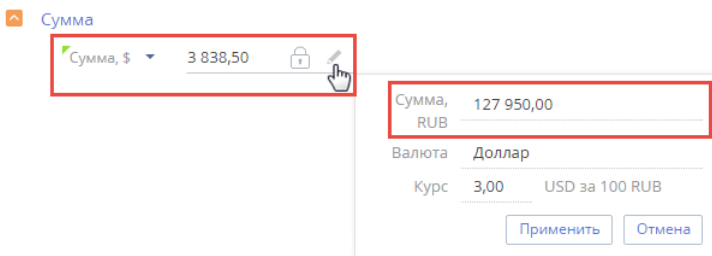 Сумма
Сумма, $ 3 838,50
Сумма, RUB 127 950,00
Валюта Доллар
Курс 3,00 USD за 100 RUB
Применить Отмена